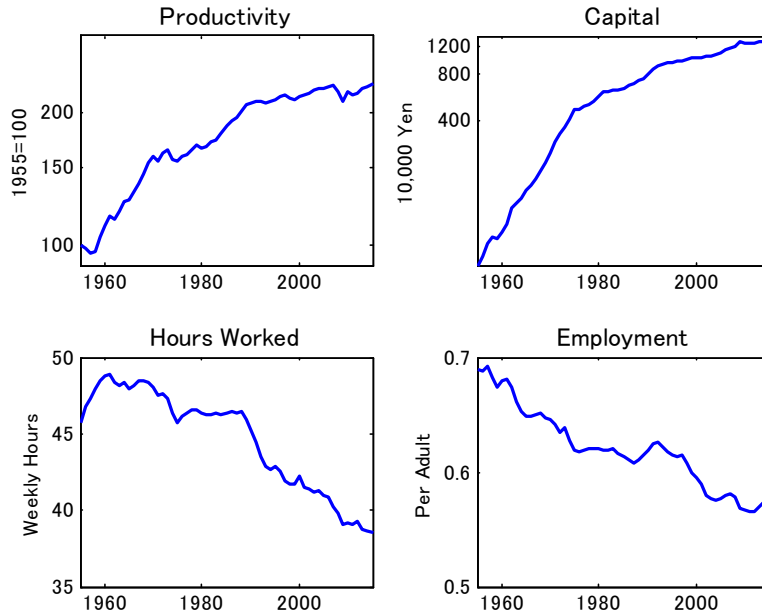 Productivity
1955=100
200
150
100
1960 1980 2000
Capital
10,000 Yen
1200
800
400
1960 1980 2000
Hours Worked
Weekly Hours
50
45
40
35
1960 1980 2000
Employment
Per Adult
0.7
0.6
0.5
1960 1980 2000